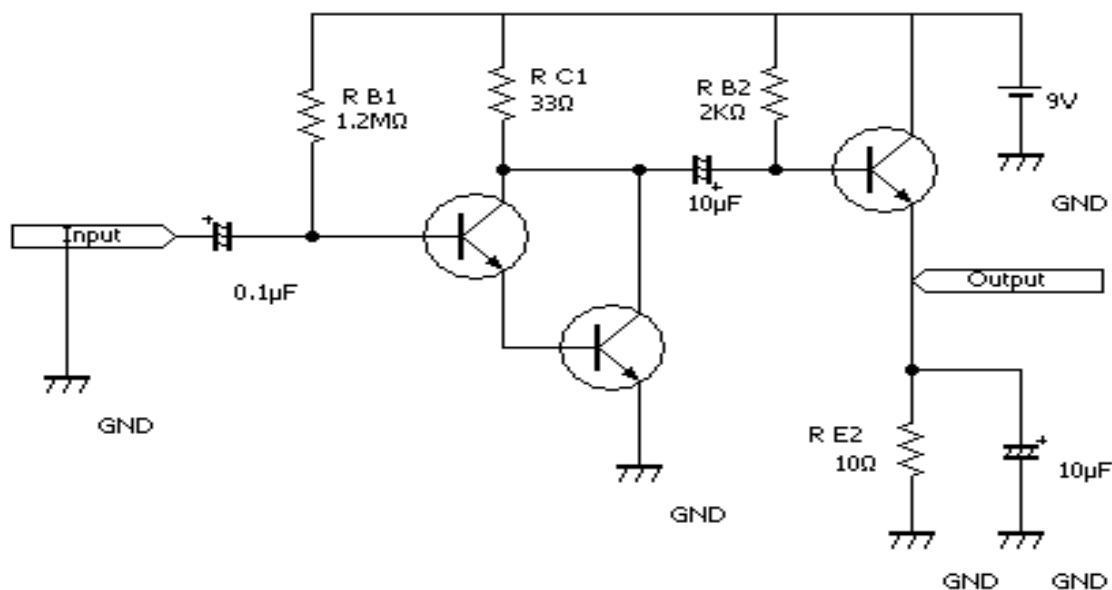 R B1
1.2MΩ
R C1
33Ω
R B2
2KΩ
9V
GND
Input
0.1µF
10µF
+
+
Output
GND
GND
R E2
10Ω
+
10µF
GND
GND